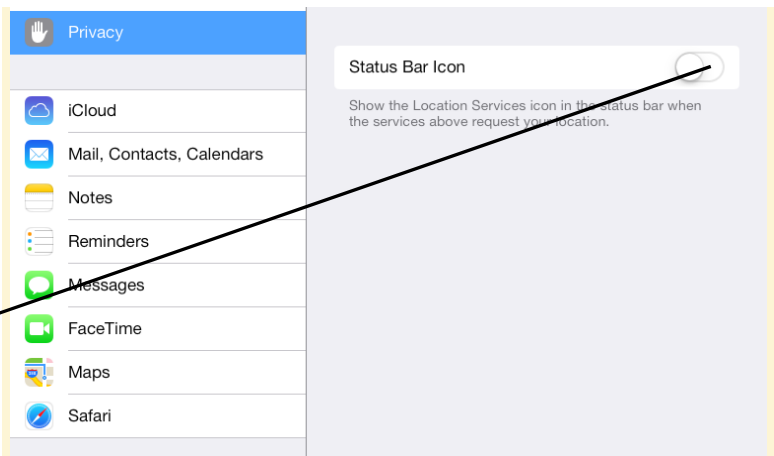 Privacy
iCloud
Mail, Contacts, Calendars
Notes
Reminders
Messages
FaceTime
Maps
Safari
Status Bar Icon
Show the Location Services icon in the status bar when
the services above request your location.